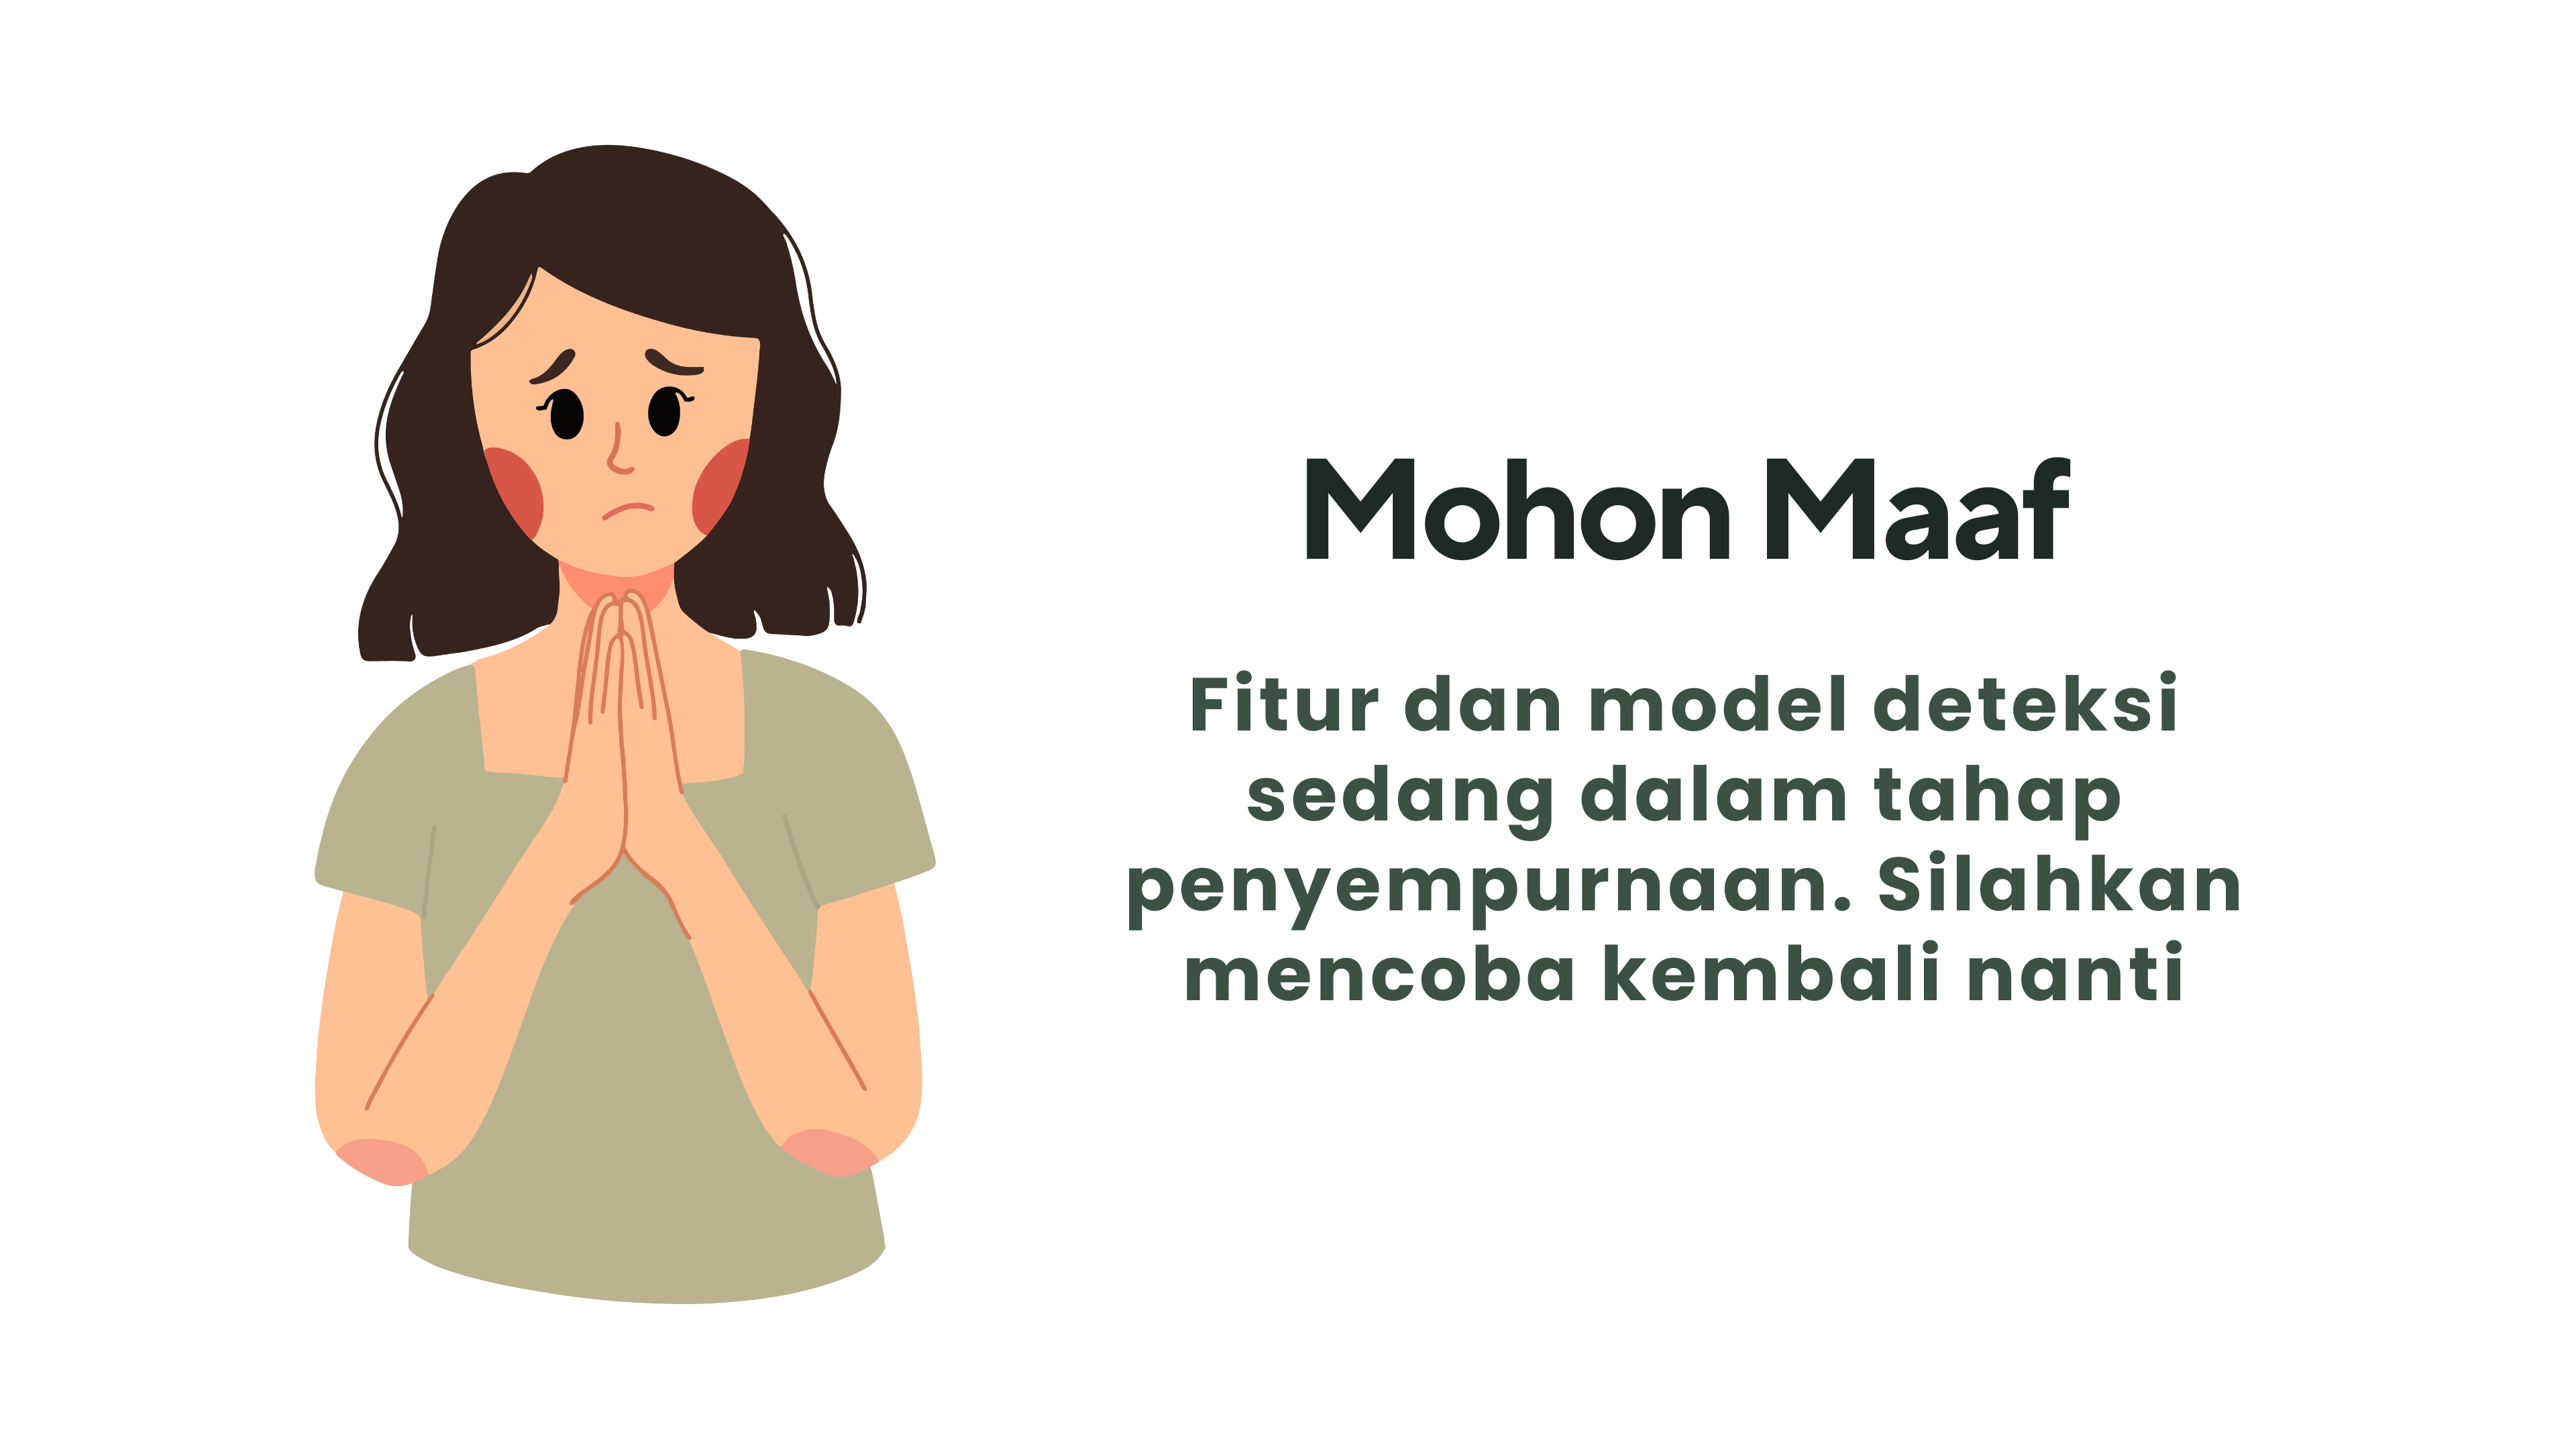 Mohon Maaf
Fitur dan model deteksi
sedang dalam tahap
penyempurnaan. Silahkan
mencoba kembali nanti